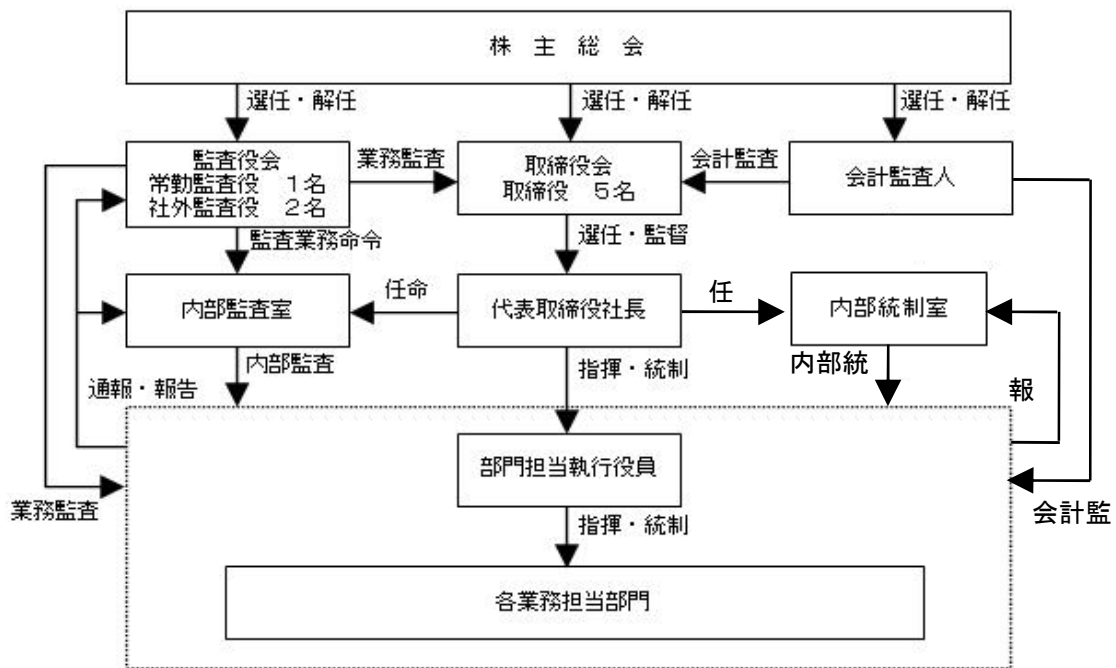 株 主 総 会
選任・解任
選任・解任
選任・解任
監査役会
常勤監査役 １名
社外監査役 ２名
業務監査
取締役会
取締役 ５名
会計監査
会計監査人
監査業務命令
選任・監督
内部監査室
任命
代表取締役社長
任
内部統制室
内部監査
指揮・統制
内部統
通報・報告
報
部門担当執行役員
業務監査
指揮・統制
会計監
各業務担当部門